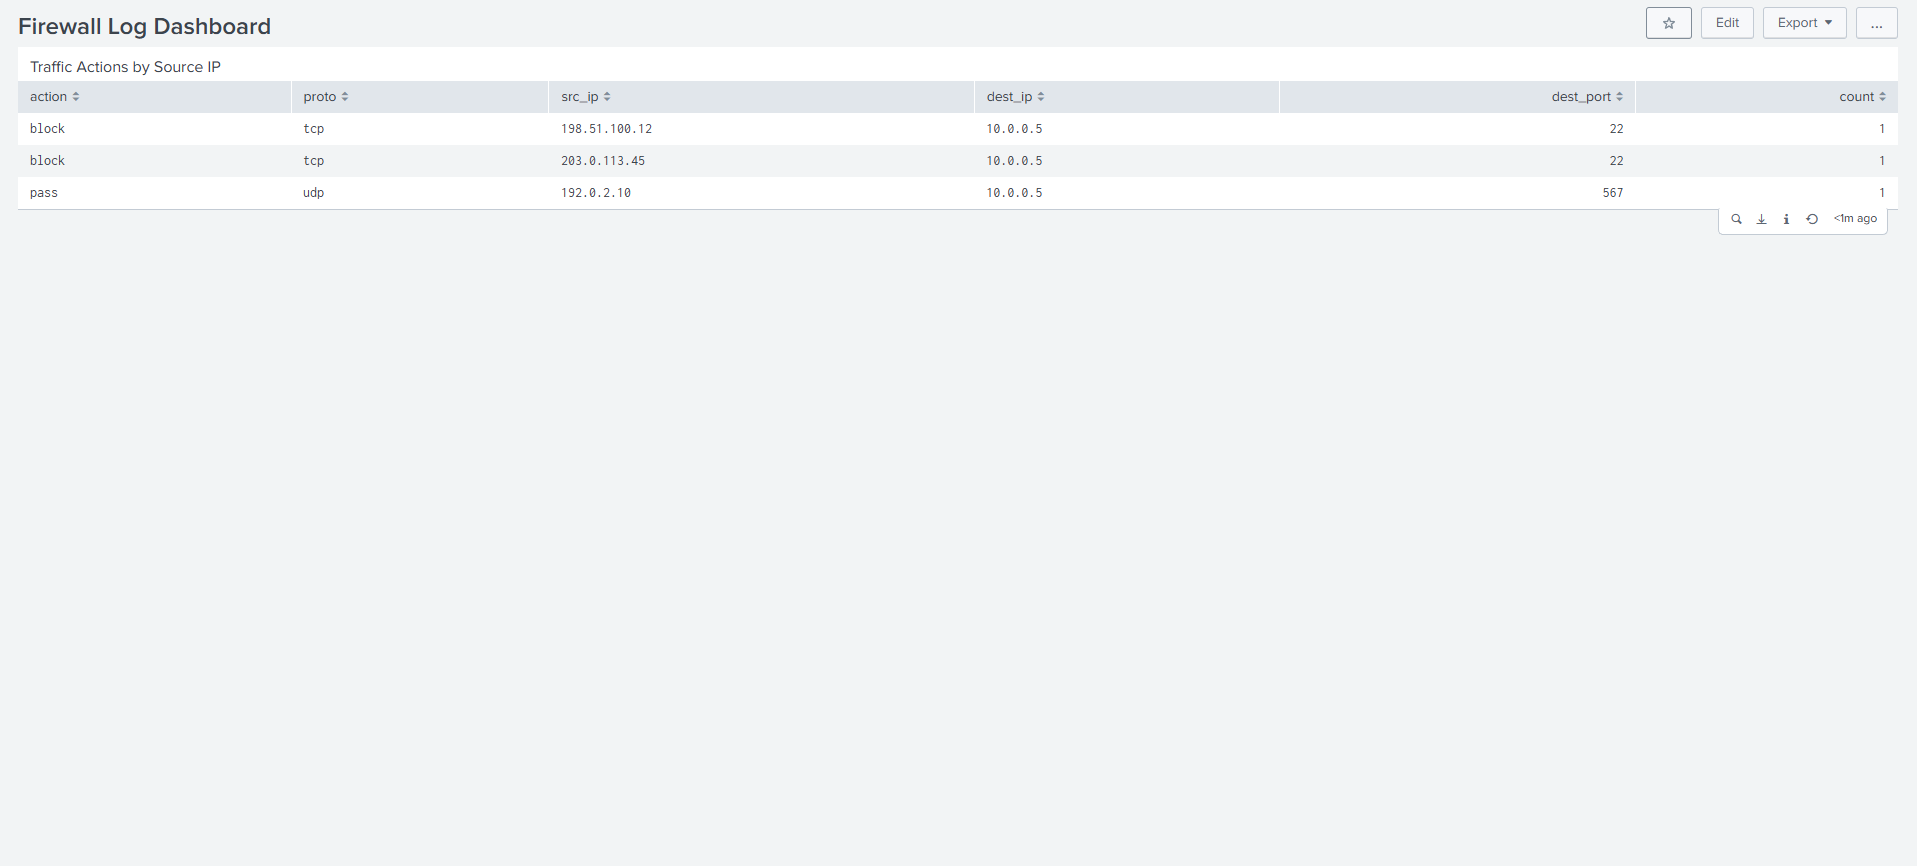 Firewall Log Dashboard
Edit Export ...
Traffic Actions by Source IP
action proto src_ip dest_ip dest_port count
block tcp 198.51.100.12 10.0.0.5 22 1
block tcp 203.0.113.45 10.0.0.5 22 1
pass udp 192.0.2.10 10.0.0.5 567 1
<1m ago